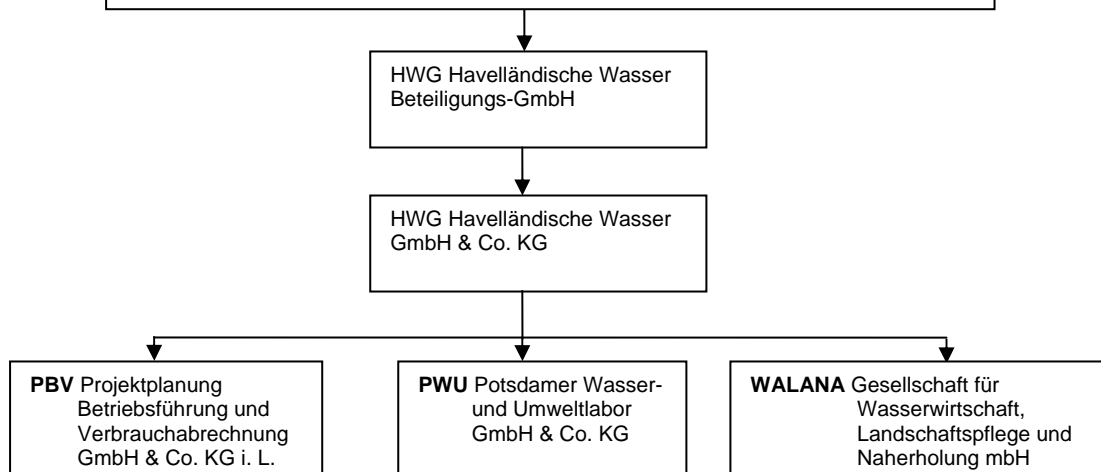 HWG Havelländische Wasser
Beteiligungs-GmbH
HWG Havelländische Wasser
GmbH & Co. KG
PBV Projektplanung
Betriebsführung und
Verbrauchabrechnung
GmbH & Co. KG i. L.
PWU Potsdamer Wasser-
und Umweltlabor
GmbH & Co. KG
WALANA Gesellschaft für
Wasserwirtschaft,
Landschaftspflege und
Naherholung mbH